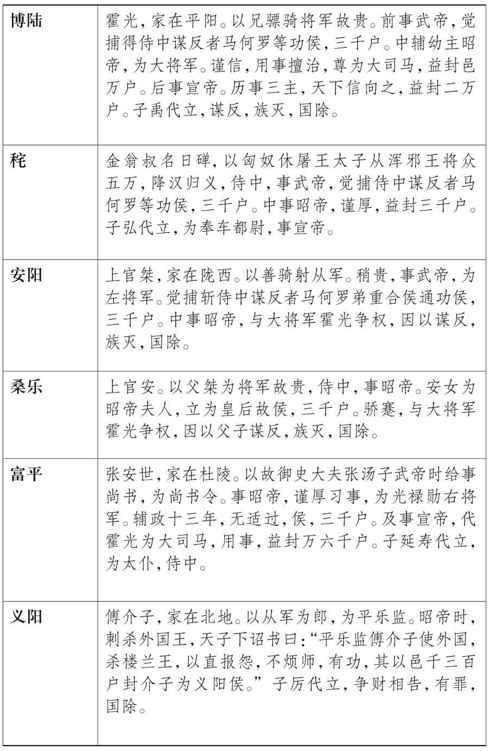 博陆
霍光，家在平阳。以兄骠骑将军故贵。前事武帝，觉
捕得侍中谋反者马何罗等功侯，三千户。中辅幼主昭
帝，为大将军。谨信，用事擅治，尊为大司马，益封邑
万户。后事宣帝。历事三主，天下信向之，益封二万
户。子禹代立，谋反，族灭，国除。
秺
金翁叔名日磾，以匈奴休屠王太子从浑邪王将众
五万，降汉归义，侍中，事武帝，觉捕侍中谋反者马
何罗等功侯，三千户。中事昭帝，谨厚，益封三千户。
子弘代立，为奉车都尉，事宣帝。
安阳
上官桀，家在陇西。以善骑射从军。稍贵，事武帝，为
左将军。觉捕斩侍中谋反者马何罗弟重合侯通功侯，
三千户。中事昭帝，与大将军霍光争权，因以谋反，
族灭，国除。
桑乐
上官安。以父桀为将军故贵，侍中，事昭帝。安女为
昭帝夫人，立为皇后故侯，三千户。骄蹇，与大将军
霍光争权，因以父子谋反，族灭，国除。
富平
张安世，家在杜陵。以故御史大夫张汤子武帝时给事
尚书，为尚书令。事昭帝，谨厚习事，为光禄勋右将
军。辅政十三年，无适过，侯，三千户。及事宣帝，代
霍光为大司马，用事，益封万六千户。子延寿代立，
为太仆，侍中。
义阳
傅介子，家在北地。以从军为郎，为平乐监。昭帝时，
刺杀外国王，天子下诏书曰：“平乐监傅介子使外国，
杀楼兰王，以直报怨，不烦师，有功，其以邑千三百
户封介子为义阳侯。”子厉代立，争财相告，有罪，
国除。